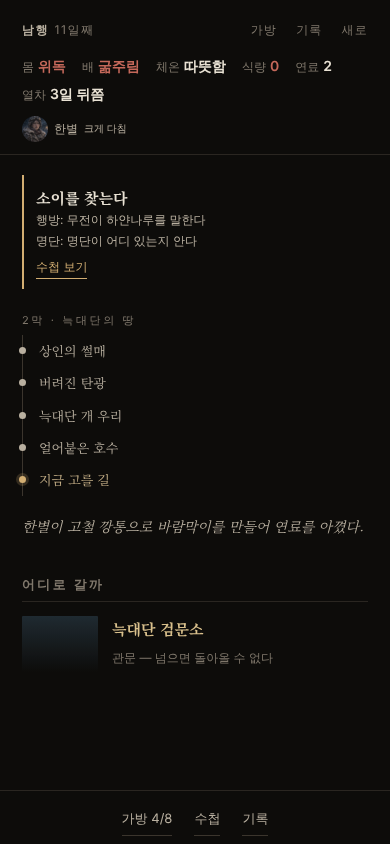 남행 11일째 가방 기록 새로
몸 위독 배 굶주림 체온 따뜻함 식량 0 연료 2
열차 3일 뒤쯤
한별 크게 다침
소이를 찾는다
행방: 무전이 하얀나루를 말한다
명단: 명단이 어디 있는지 안다
수첩 보기
2막 · 늑대단의 땅
상인의 썰매
버려진 탄광
늑대단 개 우리
얼어붙은 호수
지금 고를 길
한별이 고철 깡통으로 바람막이를 만들어 연료를 아꼈다.
어디로 갈까
늑대단 검문소
관문 — 넘으면 돌아올 수 없다
가방 4/8 수첩 기록